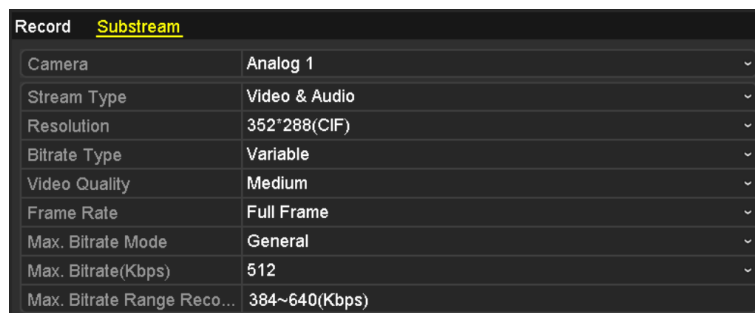 Record Substream
Camera Analog 1
Stream Type Video & Audio
Resolution 352*288(CIF)
Bitrate Type Variable
Video Quality Medium
Frame Rate Full Frame
Max. Bitrate Mode General
Max. Bitrate(Kbps) 512
Max. Bitrate Range Reco... 384~640(Kbps)